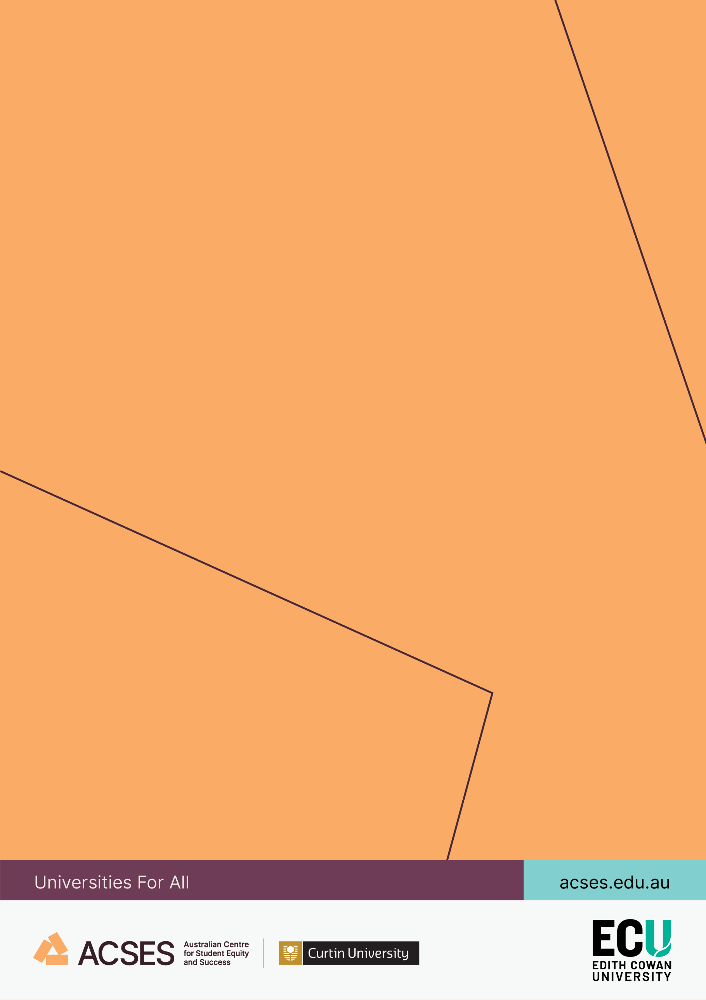 Universities For All
acses.edu.au
ACSES
Australian Centre
for Student Equity
and Success
Curtin University
ECU
EDITH COWAN
UNIVERSITY